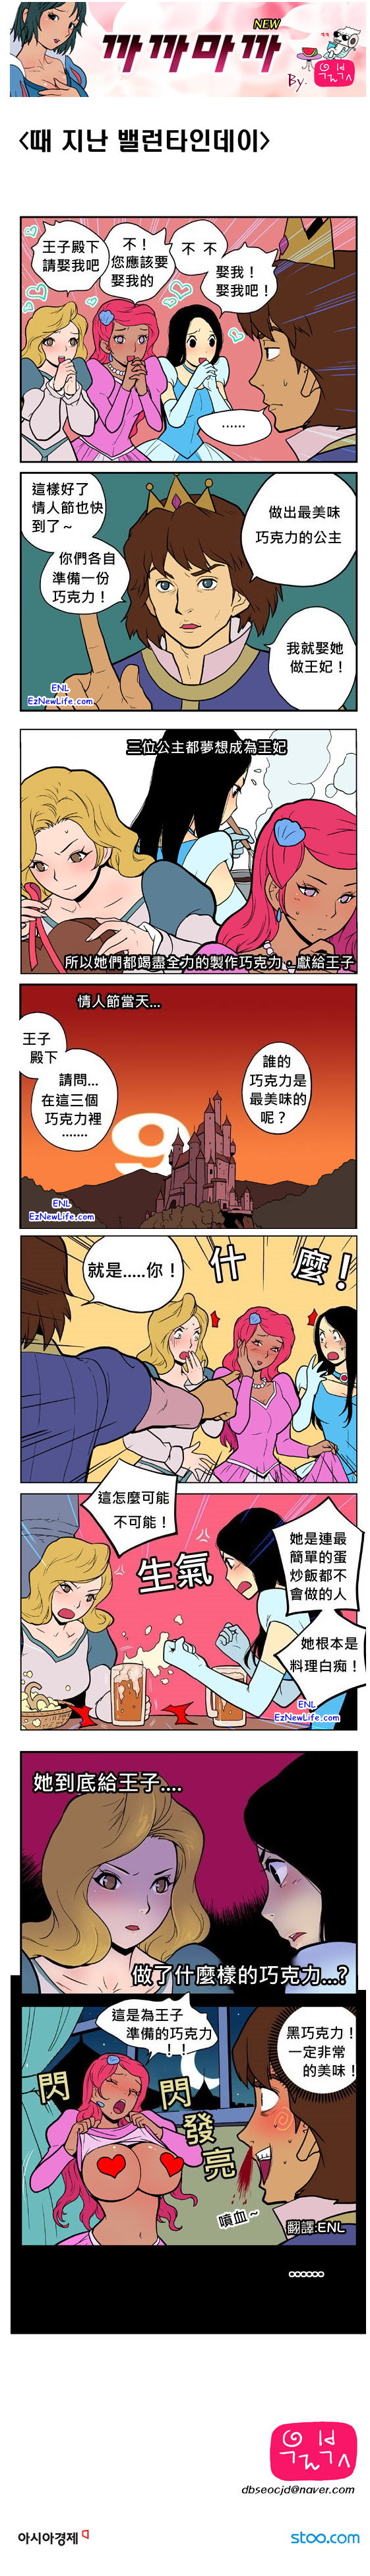 NEW
까까마까
By. 
<때 지난 밸런타인데이>
王子殿下
請娶我吧
不！
您應該要
娶我的
不 不
娶我！
娶我吧！
......
這樣好了
情人節也快
到了～
你們各自
準備一份
巧克力！
做出最美味
巧克力的公主
我就娶她
做王妃！
ENL
EzNewLife.com
三位公主都夢想成為王妃
所以她們都竭盡全力的製作巧克力．獻給王子
情人節當天...
王子
殿下
請問...
在這三個
巧克力裡
.......
誰的
巧克力是
最美味的
呢？
9
ENL
EzNewLife.com
就是.....你！
什麼！
這怎麼可能
不可能！
生氣
她是連最
簡單的蛋
炒飯都不
會做的人
她根本是
料理白痴！
ENL
EzNewLife.com
她到底給王子....
做了什麼樣的巧克力...?
這是為王子
準備的巧克力
！！
黑巧克力！
一定非常
的美味！
閃
閃
發
亮
噴血～
翻譯:ENL
dbseocjd@naver.com
아시아경제
stoo.com